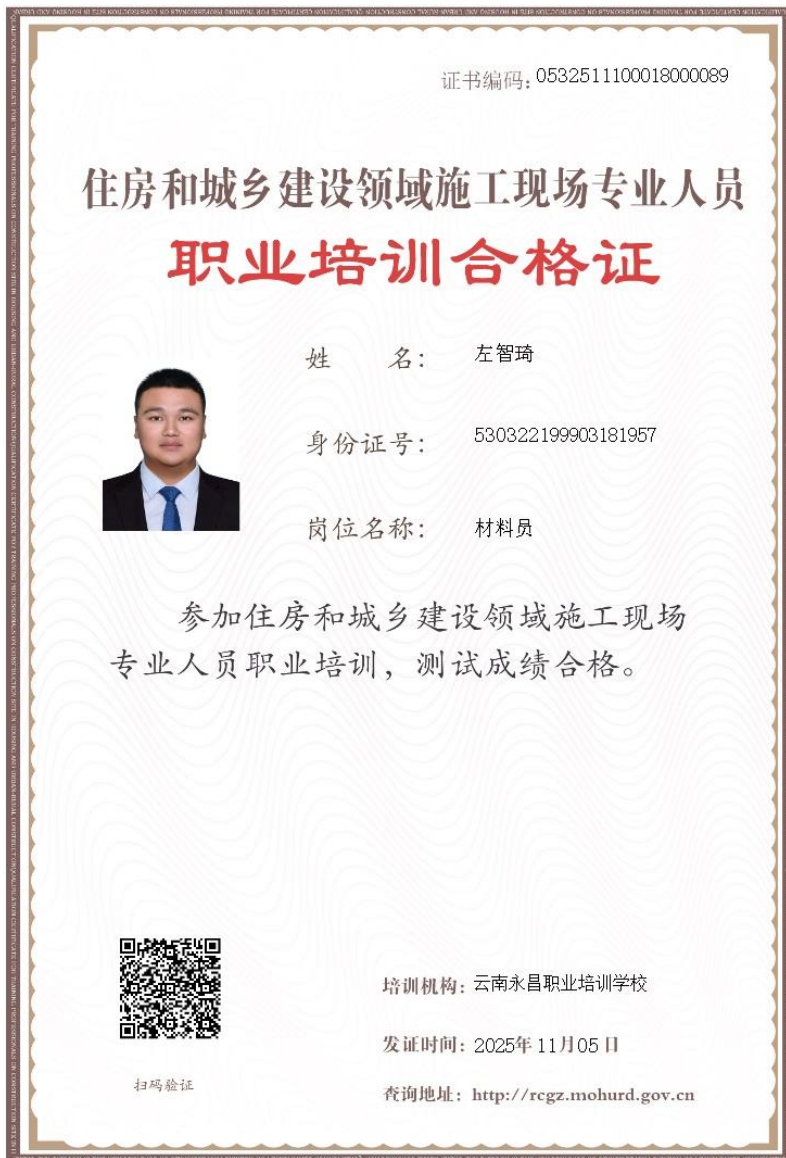 证书编码：0532511100018000089
住房和城乡建设领域施工现场专业人员
职业培训合格证
姓 名： 左智琦
身份证号： 530322199903181957
岗位名称： 材料员
参加住房和城乡建设领域施工现场
专业人员职业培训，测试成绩合格。
扫码验证
培训机构：云南永昌职业培训学校
发证时间：2025年11月05日
查询地址：http://rcgz.mohurd.gov.cn